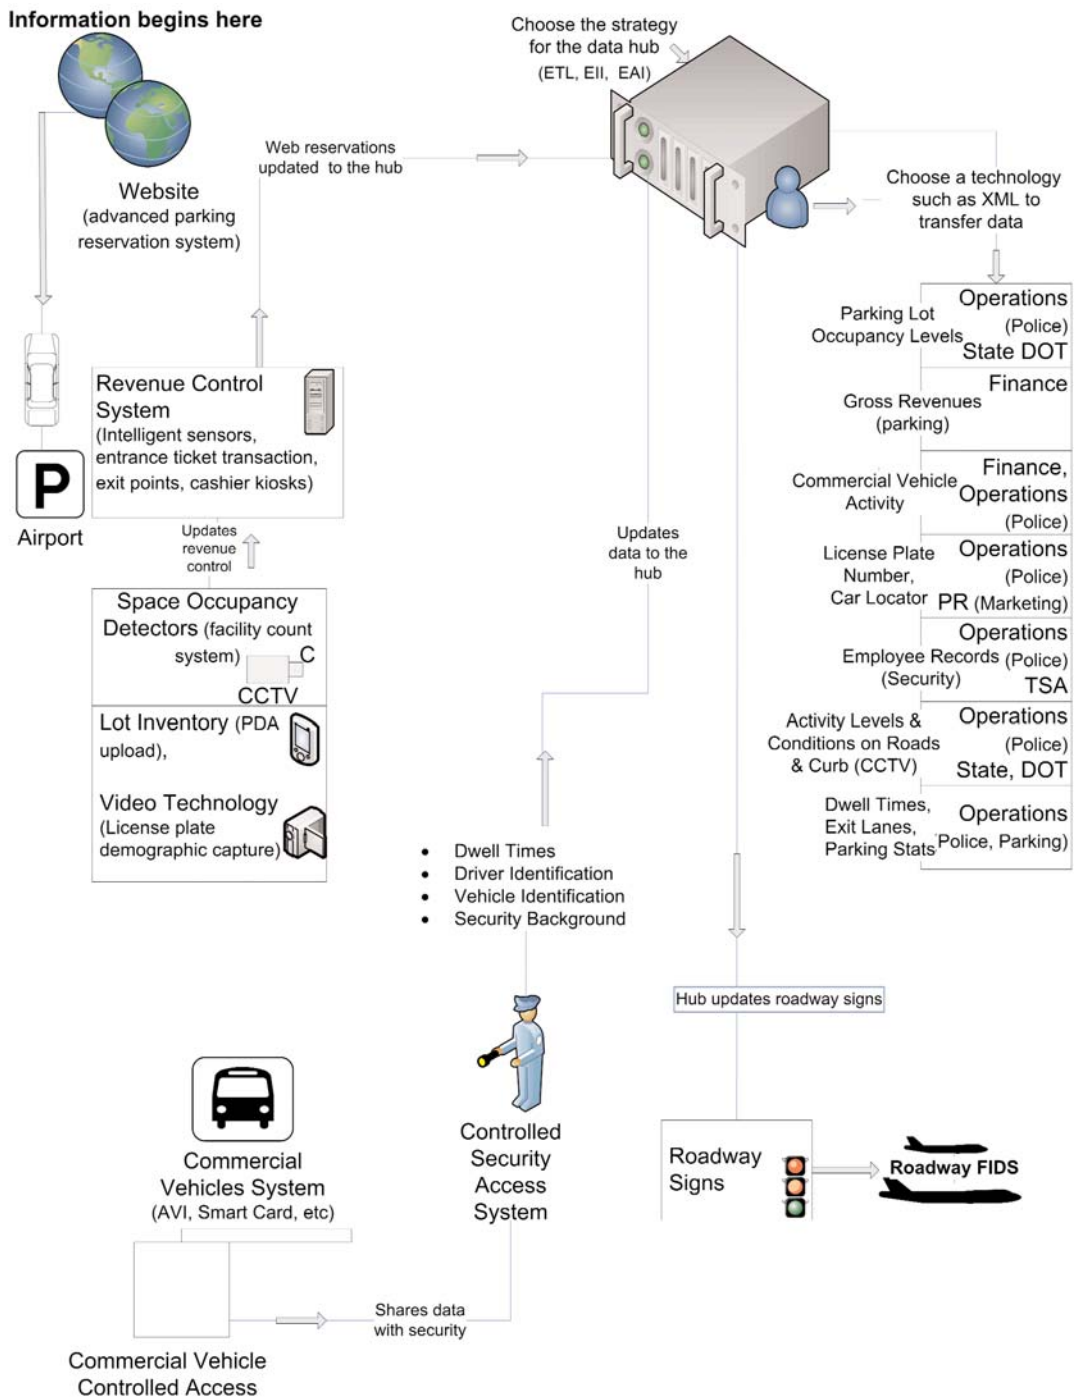 Information begins here
Website
(advanced parking
reservation system)
Web reservations
updated to the hub
Choose the strategy
for the data hub
(ETL, EII, EAI)
Choose a technology
such as XML to
transfer data
P
Airport
Revenue Control
System
(Intelligent sensors,
entrance ticket transaction,
exit points, cashier kiosks)
Updates
revenue
control
Space Occupancy
Detectors (facility count
system)
C
CCTV
Lot Inventory (PDA
upload),
Video Technology
(License plate
demographic capture)
Updates
data to the
hub
Parking Lot
Occupancy Levels
Operations
(Police)
State DOT
Gross Revenues
(parking)
Finance
Commercial Vehicle
Activity
Finance,
Operations
(Police)
License Plate
Number,
Car Locator
Operations
(Police)
PR (Marketing)
Employee Records
(Security)
Operations
(Police)
TSA
Activity Levels &
Conditions on Roads
& Curb (CCTV)
Operations
(Police)
State, DOT
Dwell Times,
Exit Lanes,
Parking Stats
Operations
(Police, Parking)
• Dwell Times
• Driver Identification
• Vehicle Identification
• Security Background
Hub updates roadway signs
Controlled
Security
Access
System
Roadway
Signs
Roadway FIDS
Commercial
Vehicles System
(AVI, Smart Card, etc)
Shares data
with security
Commercial Vehicle
Controlled Access